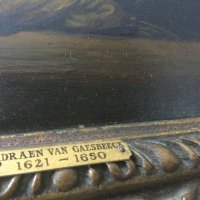 DRAEN VAN GAESBEECK
1621 - 1650